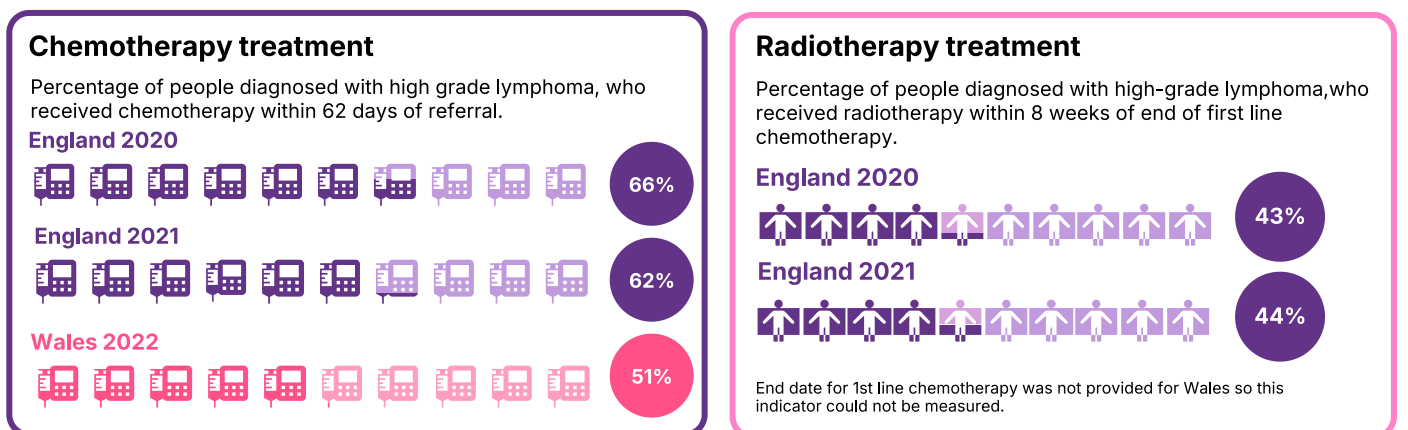 Chemotherapy treatment
Percentage of people diagnosed with high grade lymphoma, who
received chemotherapy within 62 days of referral.
England 2020
66%
England 2021
62%
Wales 2022
51%
Radiotherapy treatment
Percentage of people diagnosed with high-grade lymphoma,who
received radiotherapy within 8 weeks of end of first line
chemotherapy.
England 2020
43%
England 2021
44%
End date for 1st line chemotherapy was not provided for Wales so this
indicator could not be measured.